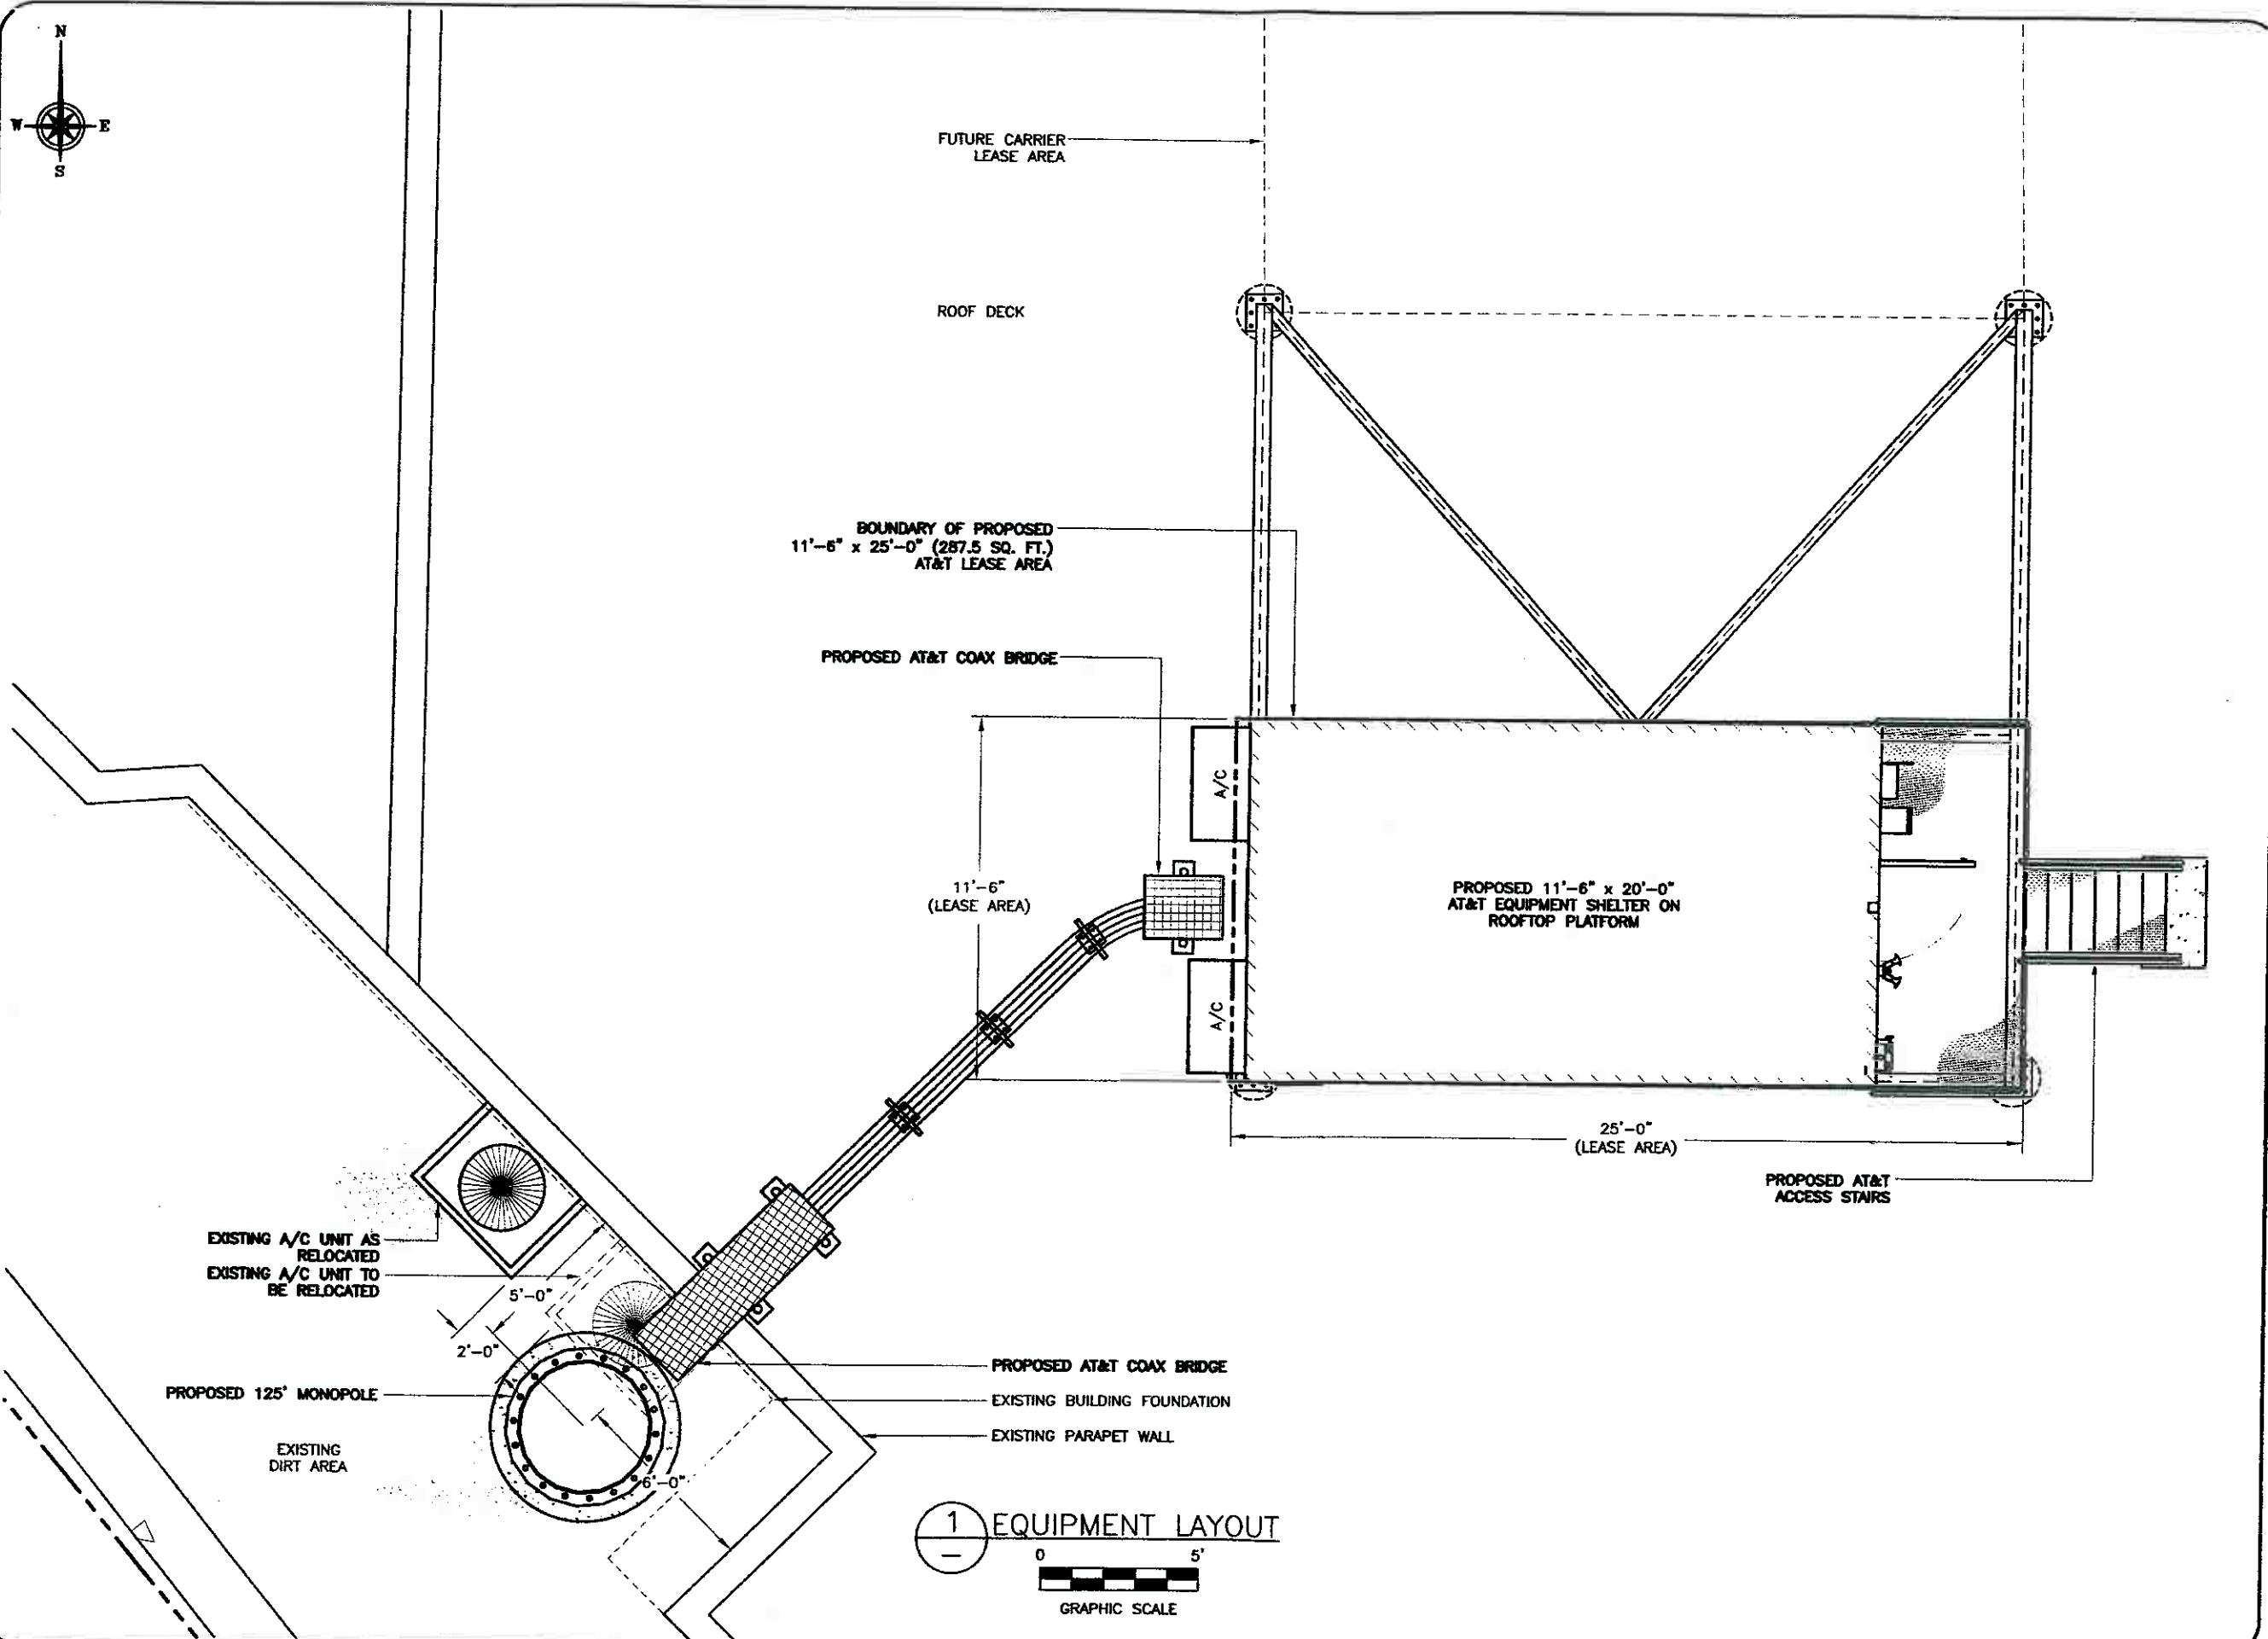 N
W E
S
FUTURE CARRIER
LEASE AREA
ROOF DECK
BOUNDARY OF PROPOSED
11'-6" x 25'-0" (287.5 SQ. FT.)
AT&T LEASE AREA
PROPOSED AT&T COAX BRIDGE
A/C
11'-6"
(LEASE AREA)
PROPOSED 11'-6" x 20'-0"
AT&T EQUIPMENT SHELTER ON
ROOFTOP PLATFORM
A/C
25'-0"
(LEASE AREA)
PROPOSED AT&T
ACCESS STAIRS
EXISTING A/C UNIT AS
RELOCATED
EXISTING A/C UNIT TO
BE RELOCATED
5'-0"
2'-0"
PROPOSED 125' MONOPOLE
PROPOSED AT&T COAX BRIDGE
EXISTING BUILDING FOUNDATION
EXISTING PARAPET WALL
EXISTING
DIRT AREA
6'-0"
1
EQUIPMENT LAYOUT
0 5'
GRAPHIC SCALE